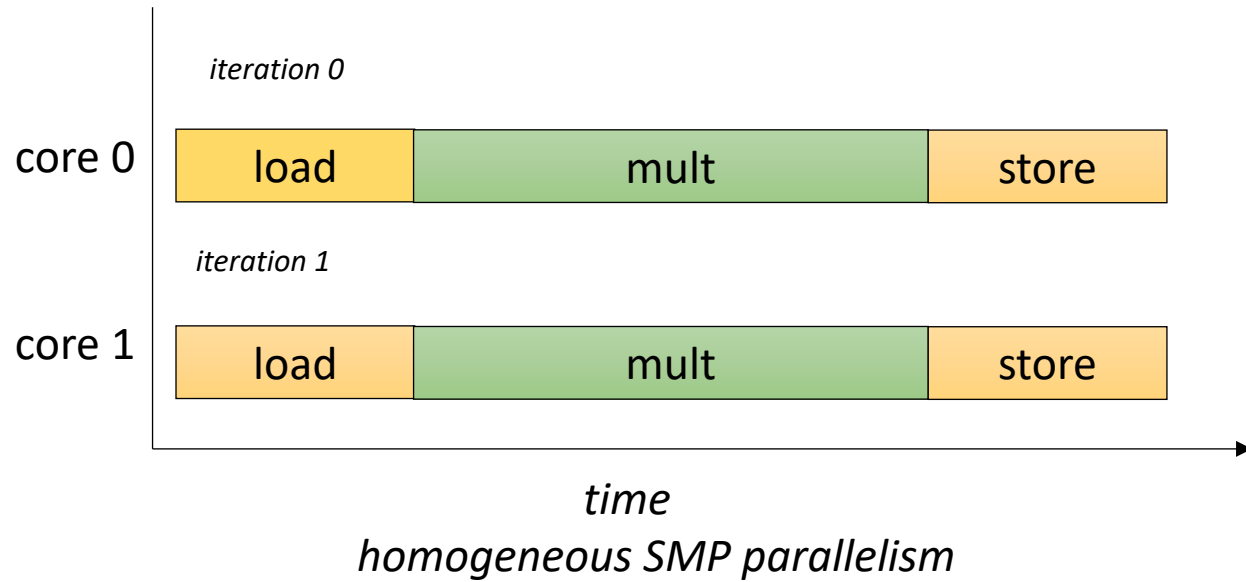 iteration 0
core 0
load mult store
iteration 1
core 1
load mult store
time
homogeneous SMP parallelism